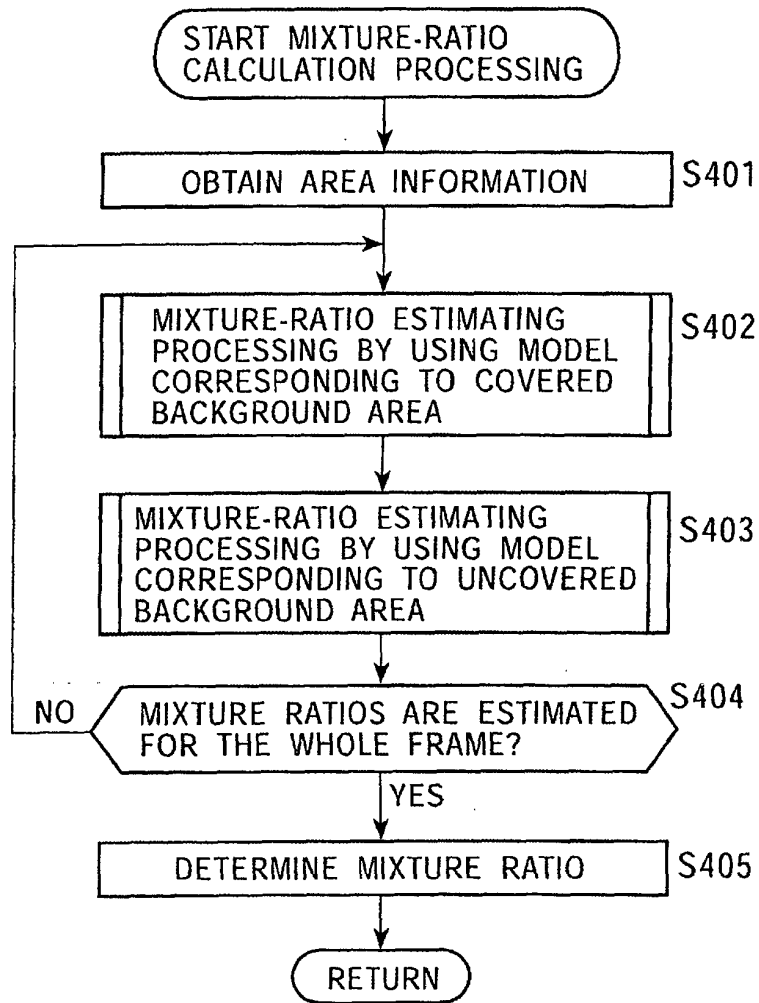 START MIXTURE-RATIO
CALCULATION PROCESSING
OBTAIN AREA INFORMATION
S401
MIXTURE-RATIO ESTIMATING
PROCESSING BY USING MODEL
CORRESPONDING TO COVERED
BACKGROUND AREA
S402
MIXTURE-RATIO ESTIMATING
PROCESSING BY USING MODEL
CORRESPONDING TO UNCOVERED
BACKGROUND AREA
S403
NO
MIXTURE RATIOS ARE ESTIMATED
FOR THE WHOLE FRAME?
S404
YES
DETERMINE MIXTURE RATIO
S405
RETURN